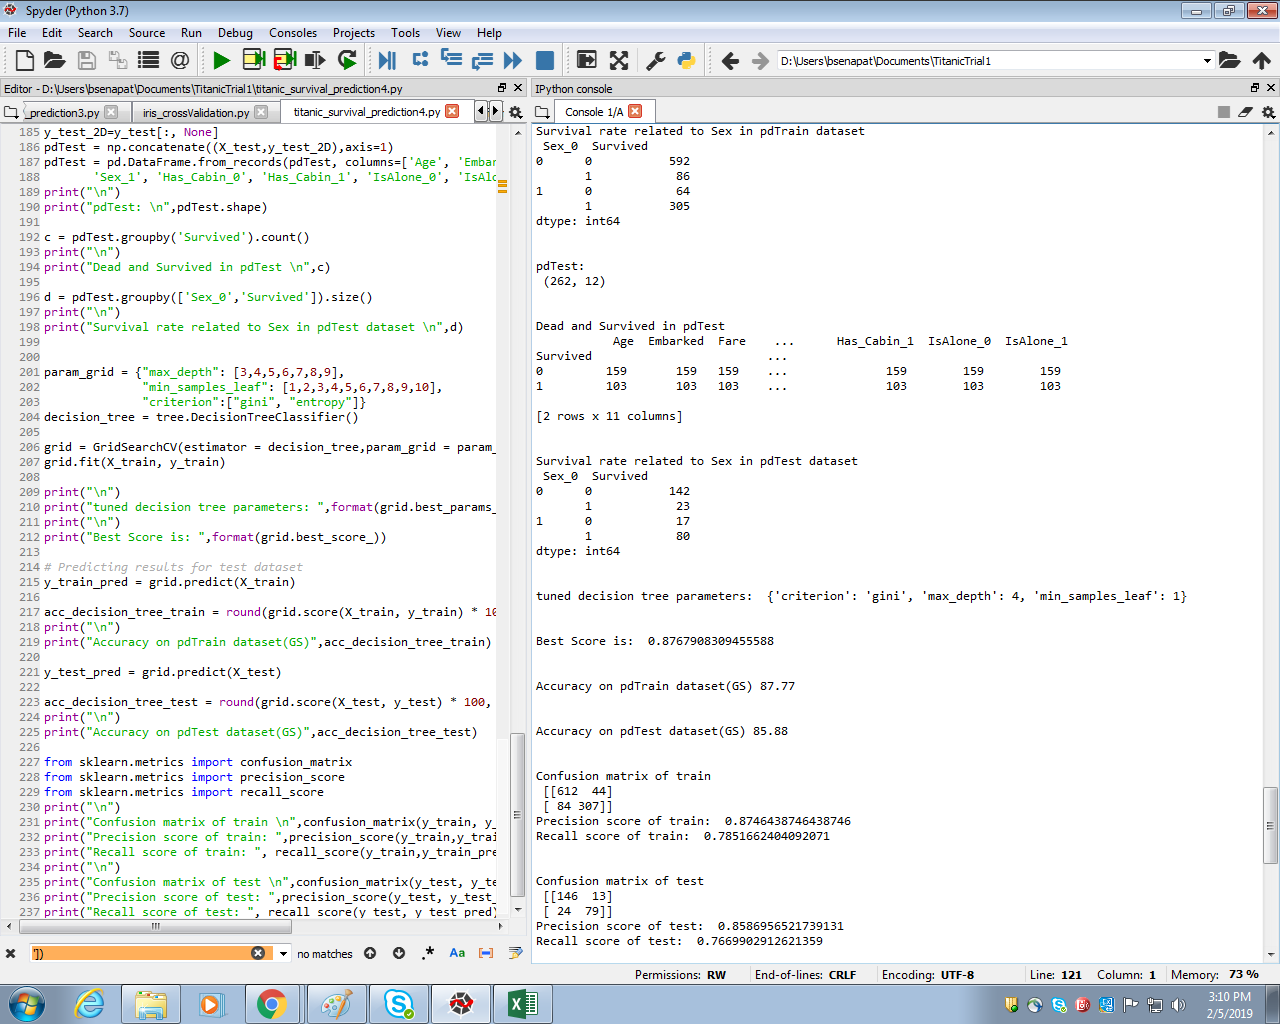 Spyder (Python 3.7)
File Edit Search Source Run Debug Consoles Projects Tools View Help
D:\Users\bsenapat\Documents\TitanicTrial1
Editor - D:\Users\bsenapat\Documents\TitanicTrial1\titanic_survival_prediction4.py
_prediction3.py iris_crossValidation.py titanic_survival_prediction4.py
185 y_test_2D=y_test[:, None]
186 pdTest = np.concatenate((X_test,y_test_2D),axis=1)
187 pdTest = pd.DataFrame.from_records(pdTest, columns=['Age', 'Embar
188 'Sex_1', 'Has_Cabin_0', 'Has_Cabin_1', 'IsAlone_0', 'IsAlo
189 print("\n")
190 print("pdTest: \n",pdTest.shape)
191
192 c = pdTest.groupby('Survived').count()
193 print("\n")
194 print("Dead and Survived in pdTest \n",c)
195
196 d = pdTest.groupby(['Sex_0','Survived']).size()
197 print("\n")
198 print("Survival rate related to Sex in pdTest dataset \n",d)
199
200
201 param_grid = {"max_depth": [3,4,5,6,7,8,9],
202 "min_samples_leaf": [1,2,3,4,5,6,7,8,9,10],
203 "criterion":["gini", "entropy"]}
204 decision_tree = tree.DecisionTreeClassifier()
205
206 grid = GridSearchCV(estimator = decision_tree,param_grid = param_
207 grid.fit(X_train, y_train)
208
209 print("\n")
210 print("tuned decision tree parameters: ",format(grid.best_params_
211 print("\n")
212 print("Best Score is: ",format(grid.best_score_))
213
214 # Predicting results for test dataset
215 y_train_pred = grid.predict(X_train)
216
217 acc_decision_tree_train = round(grid.score(X_train, y_train) * 10
218 print("\n")
219 print("Accuracy on pdTrain dataset(GS)",acc_decision_tree_train)
220
221 y_test_pred = grid.predict(X_test)
222
223 acc_decision_tree_test = round(grid.score(X_test, y_test) * 100,
224 print("\n")
225 print("Accuracy on pdTest dataset(GS)",acc_decision_tree_test)
226
227 from sklearn.metrics import confusion_matrix
228 from sklearn.metrics import precision_score
229 from sklearn.metrics import recall_score
230 print("\n")
231 print("Confusion matrix of train \n",confusion_matrix(y_train, y_
232 print("Precision score of train: ",precision_score(y_train,y_trai
233 print("Recall score of train: ", recall_score(y_train,y_train_pre
234 print("\n")
235 print("Confusion matrix of test \n",confusion_matrix(y_test, y_te
236 print("Precision score of test: ",precision_score(y_test, y_test_
237 print("Recall score of test: ", recall_score(y_test, y_test_pred)
']) no matches .* Aa
IPython console
Console 1/A
Survival rate related to Sex in pdTrain dataset
Sex_0 Survived
0 0 592
1 86
1 0 64
1 305
dtype: int64
pdTest:
(262, 12)
Dead and Survived in pdTest
Age Embarked Fare ... Has_Cabin_1 IsAlone_0 IsAlone_1
Survived ...
0 159 159 159 ... 159 159 159
1 103 103 103 ... 103 103 103
[2 rows x 11 columns]
Survival rate related to Sex in pdTest dataset
Sex_0 Survived
0 0 142
1 23
1 0 17
1 80
dtype: int64
tuned decision tree parameters: {'criterion': 'gini', 'max_depth': 4, 'min_samples_leaf': 1}
Best Score is: 0.8767908309455588
Accuracy on pdTrain dataset(GS) 87.77
Accuracy on pdTest dataset(GS) 85.88
Confusion matrix of train
[[612 44]
[ 84 307]]
Precision score of train: 0.8746438746438746
Recall score of train: 0.7851662404092071
Confusion matrix of test
[[146 13]
[ 24 79]]
Precision score of test: 0.8586956521739131
Recall score of test: 0.7669902912621359
Permissions: RW End-of-lines: CRLF Encoding: UTF-8 Line: 121 Column: 1 Memory: 73 %
3:10 PM
2/5/2019